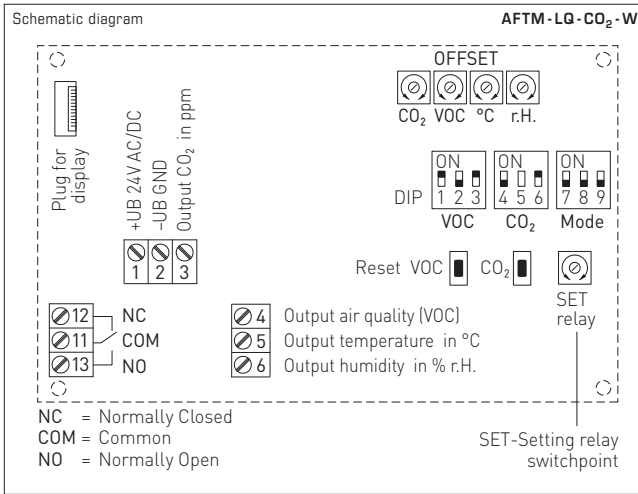 Schematic diagram
AFTM-LQ-CO₂-W
OFFSET
CO₂ VOC °C r.H.
Plug for
display
+UB 24V AC/DC
–UB GND
Output CO₂ in ppm
1 2 3
ON ON ON
DIP 1 2 3 4 5 6 7 8 9
VOC CO₂ Mode
Reset VOC CO₂
SET
relay
12 NC
11 COM
13 NO
4 Output air quality (VOC)
5 Output temperature in °C
6 Output humidity in % r.H.
NC = Normally Closed
COM = Common
NO = Normally Open
SET-Setting relay
switchpoint